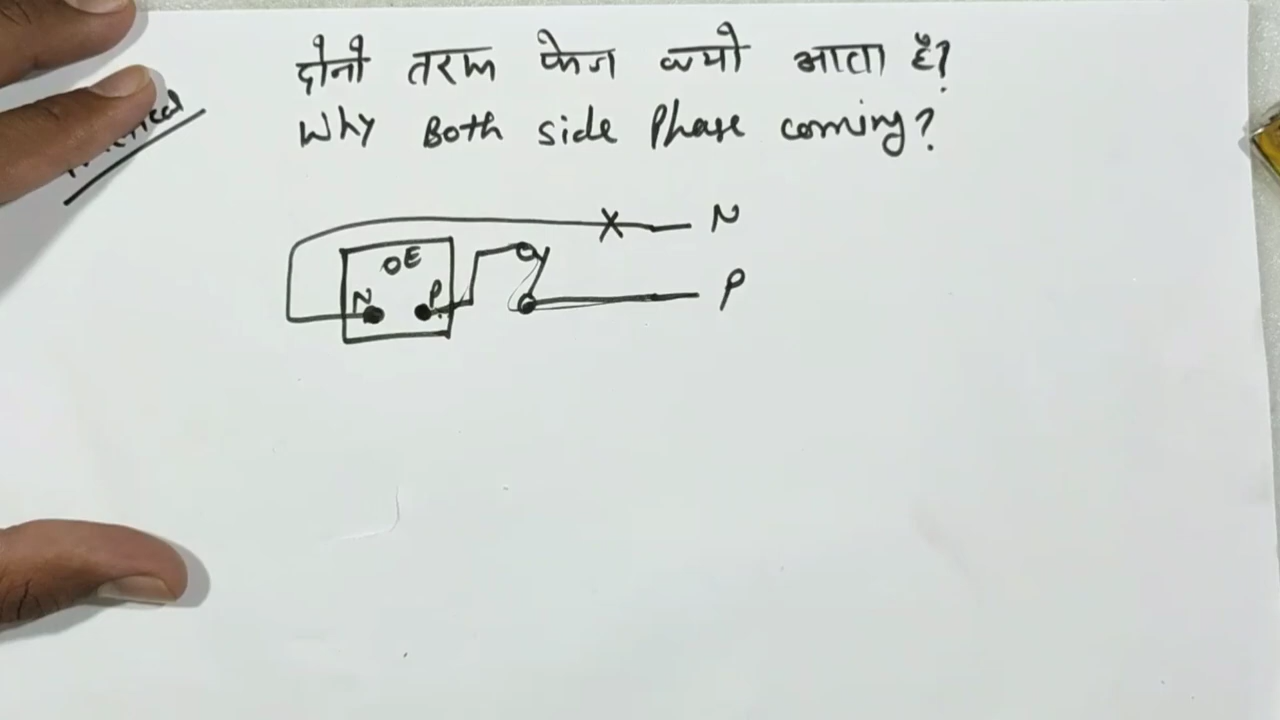 दोनो तरफ फेज क्यो आता है?
Why Both side Phase coming?
N
OE
N P
P